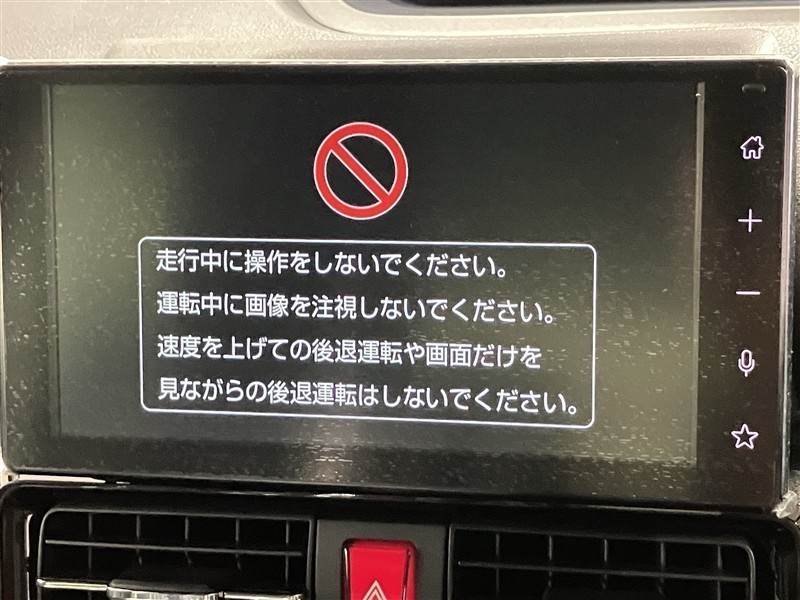 走行中に操作をしないでください。
運転中に画像を注視しないでください。
速度を上げての後退運転や画面だけを
見ながらの後退運転はしないでください。